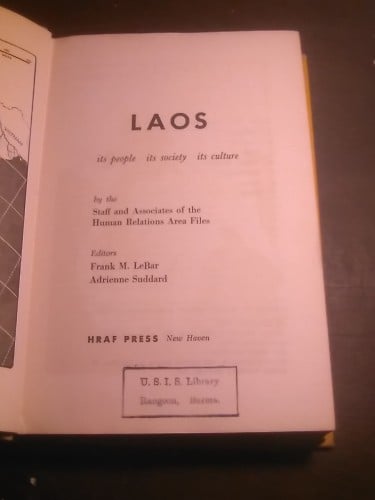 LAOS
its people its society its culture
by the
Staff and Associates of the
Human Relations Area Files
Editors
Frank M. LeBar
Adrienne Suddard
HRAF PRESS New Haven
U. S. I. S. Library
Rangoon, Burma.